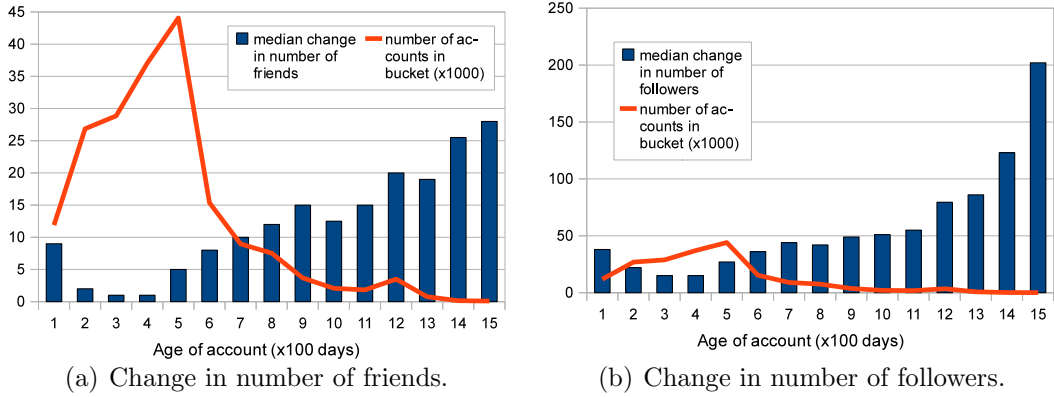 45
40
35
30
25
20
15
10
5
0
median change
in number of
friends
number of ac-
counts in
bucket (x1000)
1 2 3 4 5 6 7 8 9 10 11 12 13 14 15
Age of account (x100 days)
(a) Change in number of friends.
250
200
150
100
50
0
median change
in number of
followers
number of ac-
counts in
bucket (x1000)
1 2 3 4 5 6 7 8 9 10 11 12 13 14 15
Age of account (x100 days)
(b) Change in number of followers.